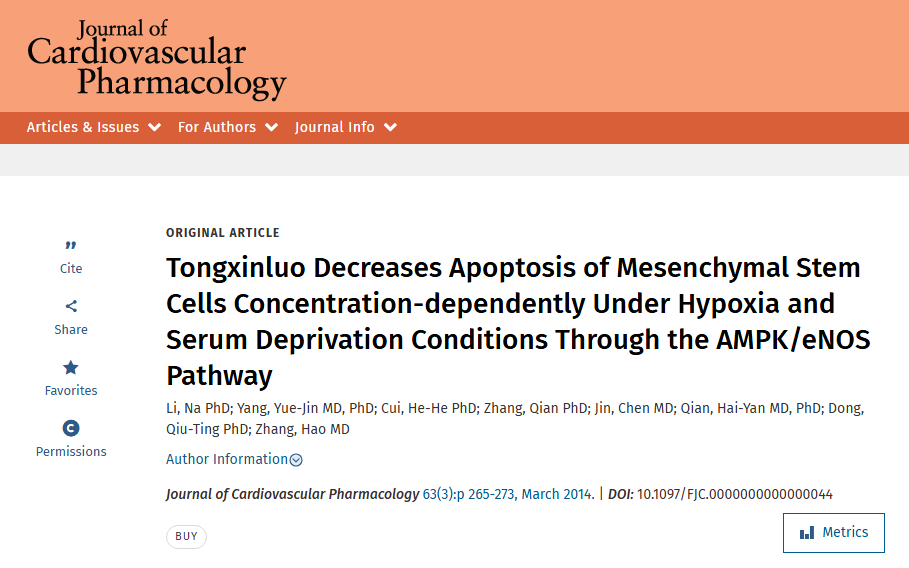 Journal of
Cardiovascular
Pharmacology
Articles & Issues For Authors Journal Info
ORIGINAL ARTICLE
Tongxinluo Decreases Apoptosis of Mesenchymal Stem
Cells Concentration-dependently Under Hypoxia and
Serum Deprivation Conditions Through the AMPK/eNOS
Pathway
Li, Na PhD; Yang, Yue-Jin MD, PhD; Cui, He-He PhD; Zhang, Qian PhD; Jin, Chen MD; Qian, Hai-Yan MD, PhD; Dong,
Qiu-Ting PhD; Zhang, Hao MD
Author Information
Journal of Cardiovascular Pharmacology 63(3):p 265-273, March 2014. | DOI: 10.1097/FJC.0000000000000044
BUY
Metrics
Cite
Share
Favorites
Permissions